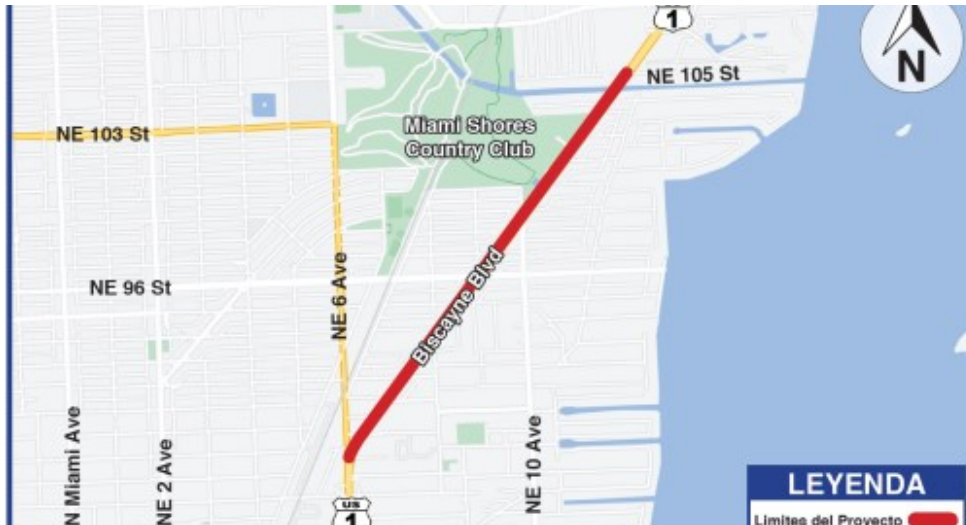 1
N
NE 105 St
NE 103 St
Miami Shores
Country Club
NE 96 St
NE 6 Ave
Biscayne Blvd
N Miami Ave
NE 2 Ave
NE 10 Ave
US
1
LEYENDA
Limites del Proyecto